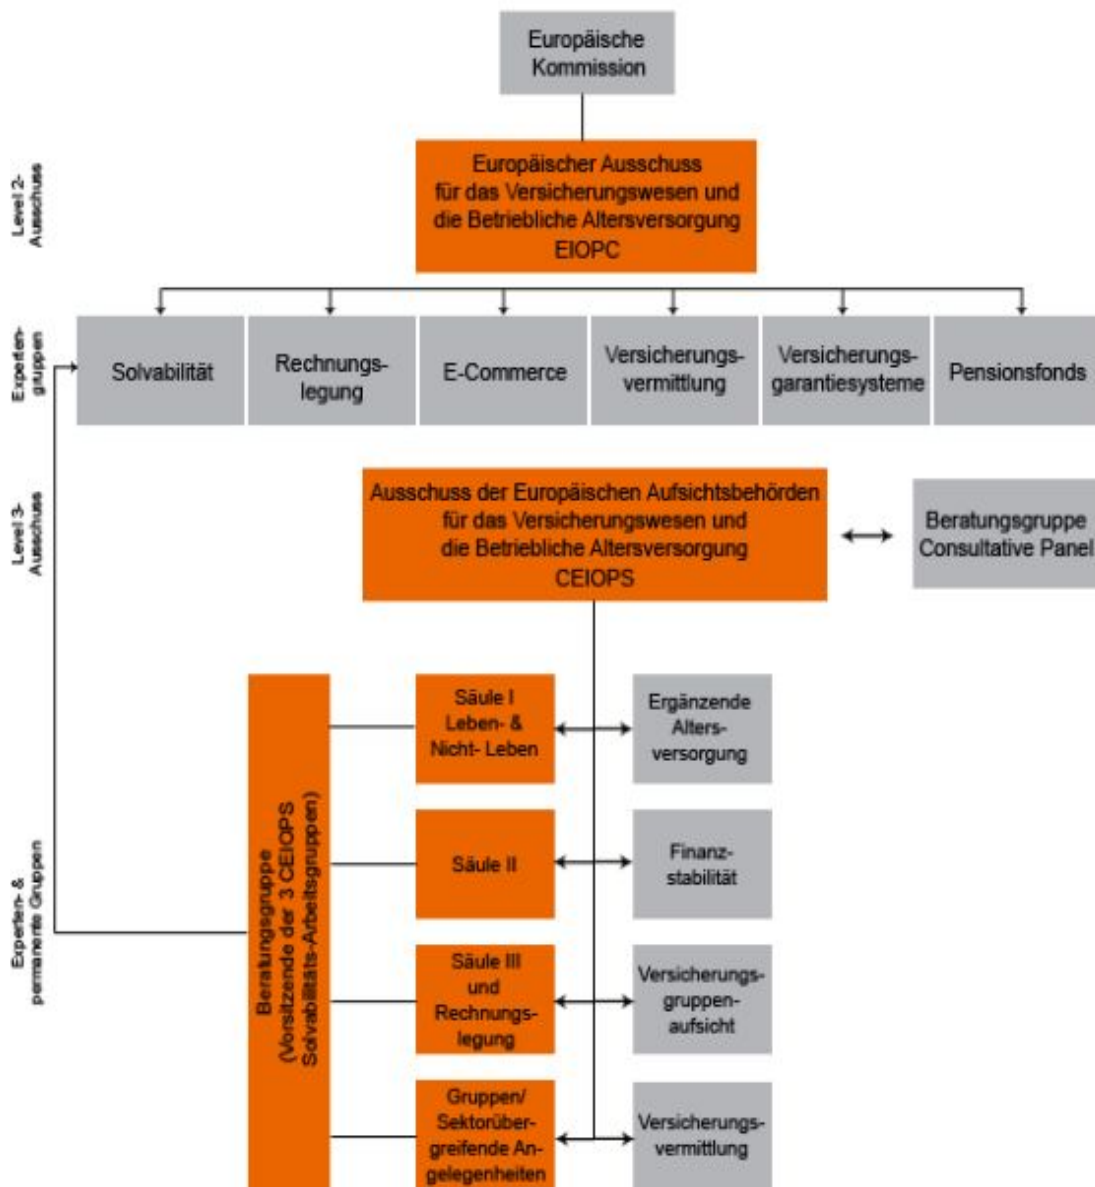 Europäische
Kommission
Level 2-
Ausschuss
Europäischer Ausschuss
für das Versicherungswesen und
die Betriebliche Altersversorgung
EIOPC
Experten-
gruppen
Solvabilität
Rechnungs-
legung
E-Commerce
Versicherungs-
vermittlung
Versicherungs-
garantiesysteme
Pensionsfonds
Level 3-
Ausschuss
Ausschuss der Europäischen Aufsichtsbehörden
für das Versicherungswesen und
die Betriebliche Altersversorgung
CEIOPS
Beratungsgruppe
Consultative Panel
Experten- &
permanente Gruppen
Beratungsgruppe
(Vorsitzende der 3 CEIOPS
Solvabilitäts-Arbeitsgruppen)
Säule I
Leben- &
Nicht- Leben
Ergänzende
Alters-
versorgung
Säule II
Finanz-
stabilität
Säule III
und
Rechnungs-
legung
Versicherungs-
gruppen-
aufsicht
Gruppen/
Sektorüber-
greifende An-
gelegenheiten
Versicherungs-
vermittlung